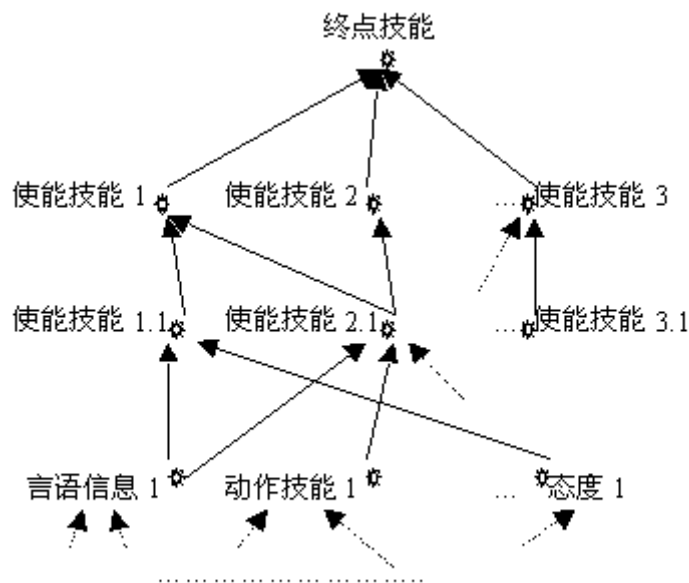 终点技能
使能技能 1 使能技能 2 …使能技能 3
使能技能 1.1 使能技能 2.1 …使能技能 3.1
言语信息 1 动作技能 1 … 态度 1
…………………………